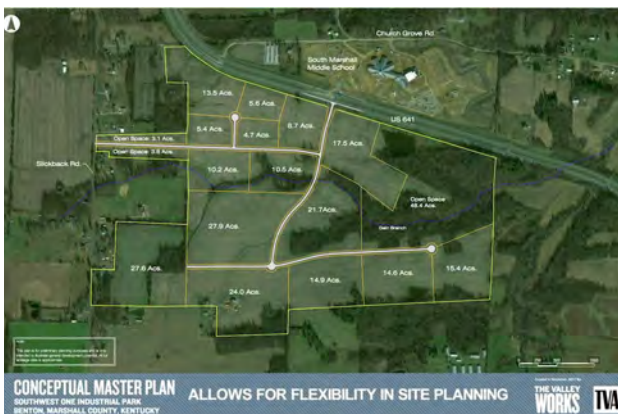 Church Grove Rd.
South Marshall
Middle School
US 641
13.5 Acs.
5.6 Acs.
5.4 Acs.
4.7 Acs.
6.7 Acs.
17.5 Acs.
Open Space 3.1 Acs.
Open Space 3.9 Acs.
Slickback Rd.
10.2 Acs.
10.5 Acs.
Open Space
48.4 Acs.
21.7Acs.
27.9 Acs.
Gain Branch
27.6 Acs.
24.0 Acs.
14.9 Acs.
14.6 Acs.
15.4 Acs.
CONCEPTUAL MASTER PLAN
SOUTHWEST ONE INDUSTRIAL PARK
BENTON, MARSHALL COUNTY, KENTUCKY
ALLOWS FOR FLEXIBILITY IN SITE PLANNING
THE VALLEY
WORKS
TVA